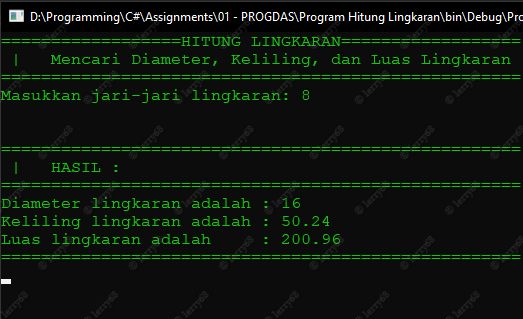 D:\Programming\C#\Assignments\01 - PROGDAS\Program Hitung Lingkaran\bin\Debug\Pro
==================HITUNG LINGKARAN==================
 |   Mencari Diameter, Keliling, dan Luas Lingkaran
====================================================
Masukkan jari-jari lingkaran: 8
====================================================
 |   HASIL :
====================================================
Diameter lingkaran adalah : 16
Keliling lingkaran adalah : 50.24
Luas lingkaran adalah     : 200.96
====================================================
© lerry68